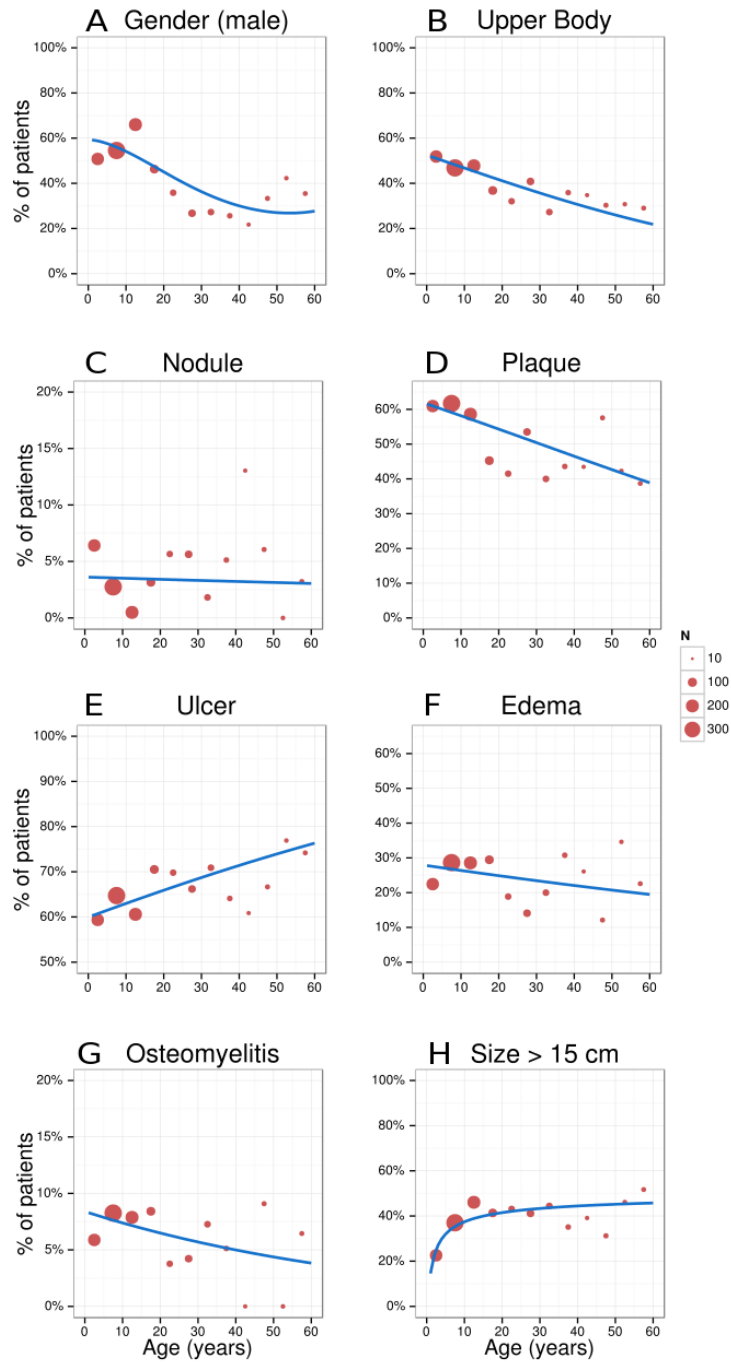 A Gender (male)
100%
80%
60%
40%
20%
0%
% of patients
0 10 20 30 40 50 60
B Upper Body
100%
80%
60%
40%
20%
0%
0 10 20 30 40 50 60
C Nodule
20%
15%
10%
5%
0%
% of patients
0 10 20 30 40 50 60
D Plaque
60%
50%
40%
30%
20%
10%
0%
0 10 20 30 40 50 60
N
10
100
200
300
E Ulcer
100%
90%
80%
70%
60%
50%
% of patients
0 10 20 30 40 50 60
F Edema
60%
50%
40%
30%
20%
10%
0%
0 10 20 30 40 50 60
G Osteomyelitis
20%
15%
10%
5%
0%
% of patients
0 10 20 30 40 50 60
Age (years)
H Size > 15 cm
100%
80%
60%
40%
20%
0%
0 10 20 30 40 50 60
Age (years)